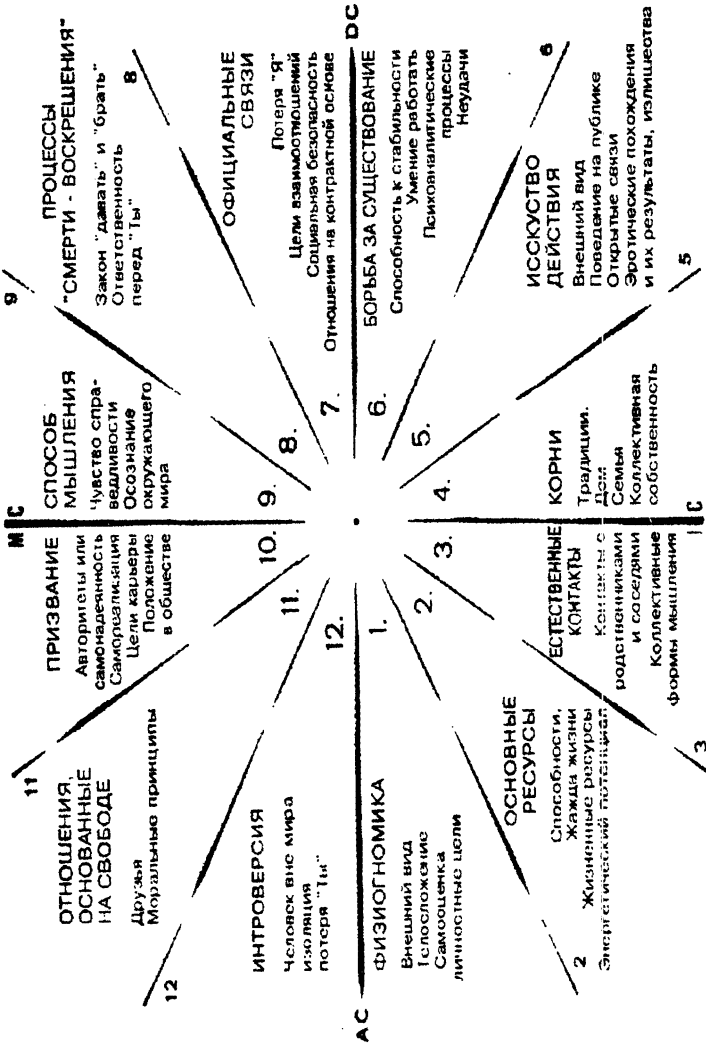 MC
11
9
ОТНОШЕНИЯ,
ОСНОВАННЫЕ
НА СВОБОДЕ
Друзья
Моральные принципы
ПРИЗВАНИЕ
Авторитеты или
самонадеянность
Самореализация
Цели карьеры
Положение
в обществе
СПОСОБ
МЫШЛЕНИЯ
Чувство спра-
ведливости
Осознание
окружающего
мира
ПРОЦЕССЫ
"СМЕРТИ - ВОСКРЕШЕНИЯ"
Закон "давать" и "брать"
Ответственность
перед "Ты"
12
8
ИНТРОВЕРСИЯ
Человек вне мира
изоляция
потеря "Ты"
ОФИЦИАЛЬНЫЕ
СВЯЗИ
Потеря "Я"
Цели взаимоотношений
Социальная безопасность
Отношения на контрактной основе
10.
9.
11.
8.
12.
7.
AC
DC
1.
6.
2.
5.
3.
4.
ФИЗИОГНОМИКА
Внешний вид
Телосложение
Самооценка
личностные цели
БОРЬБА ЗА СУЩЕСТВОВАНИЕ
Способность к стабильности
Умение работать
Психоаналитические
процессы
Неудачи
2
6
ОСНОВНЫЕ
РЕСУРСЫ
Способности,
Жажда жизни
Жизненные ресурсы
Энергетический потенциал
ЕСТЕСТВЕННЫЕ
КОНТАКТЫ
Контакты с
родственниками
и соседями
Коллективные
формы мышления
КОРНИ
Традиции.
Дом
Семья
Коллективная
собственность
ИССКУСТВО
ДЕЙСТВИЯ
Внешний вид
Поведение на публике
Открытые связи
Эротические похождения
и их результаты, излишества
3
5
IC